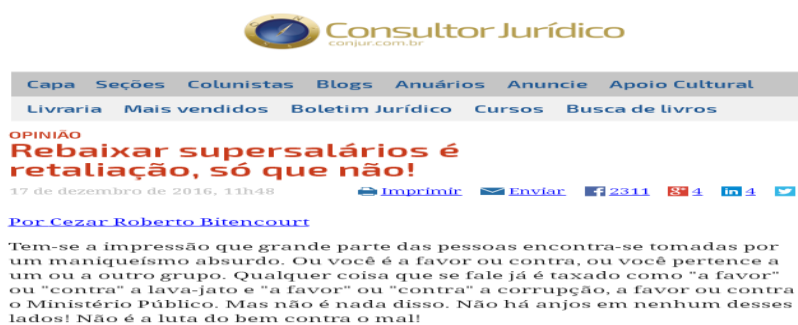 Consultor Jurídico
conjur.com.br
Capa Seções Colunistas Blogs Anuários Anuncie Apoio Cultural
Livraria Mais vendidos Boletim Jurídico Cursos Busca de livros
OPINIÃO
Rebaixar supersalários é
retaliação, só que não!
17 de dezembro de 2016, 11h48 Imprimir Enviar 2311 4 4
Por Cezar Roberto Bitencourt
Tem-se a impressão que grande parte das pessoas encontra-se tomadas por
um maniqueísmo absurdo. Ou você é a favor ou contra, ou você pertence a
um ou a outro grupo. Qualquer coisa que se fale já é taxado como "a favor"
ou "contra" a lava-jato e "a favor" ou "contra" a corrupção, a favor ou contra
o Ministério Público. Mas não é nada disso. Não há anjos em nenhum desses
lados! Não é a luta do bem contra o mal!